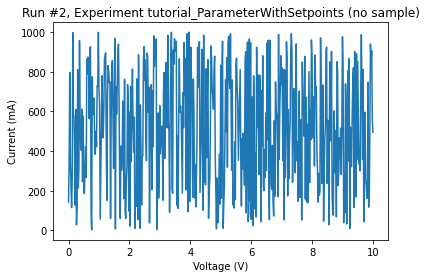 Run #2, Experiment tutorial_ParameterWithSetpoints (no sample)
1000
800
600
400
200
0
Current (mA)
0 2 4 6 8 10
Voltage (V)